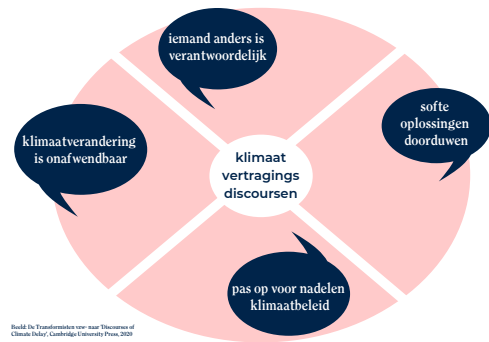 iemand anders is
verantwoordelijk
softe
oplossingen
doorduwen
klimaatverandering
is onafwendbaar
klimaat
vertragings
discoursen
pas op voor nadelen
klimaatbeleid
Beeld: De Transformisten vzw- naar 'Discourses of
Climate Delay', Cambridge University Press, 2020